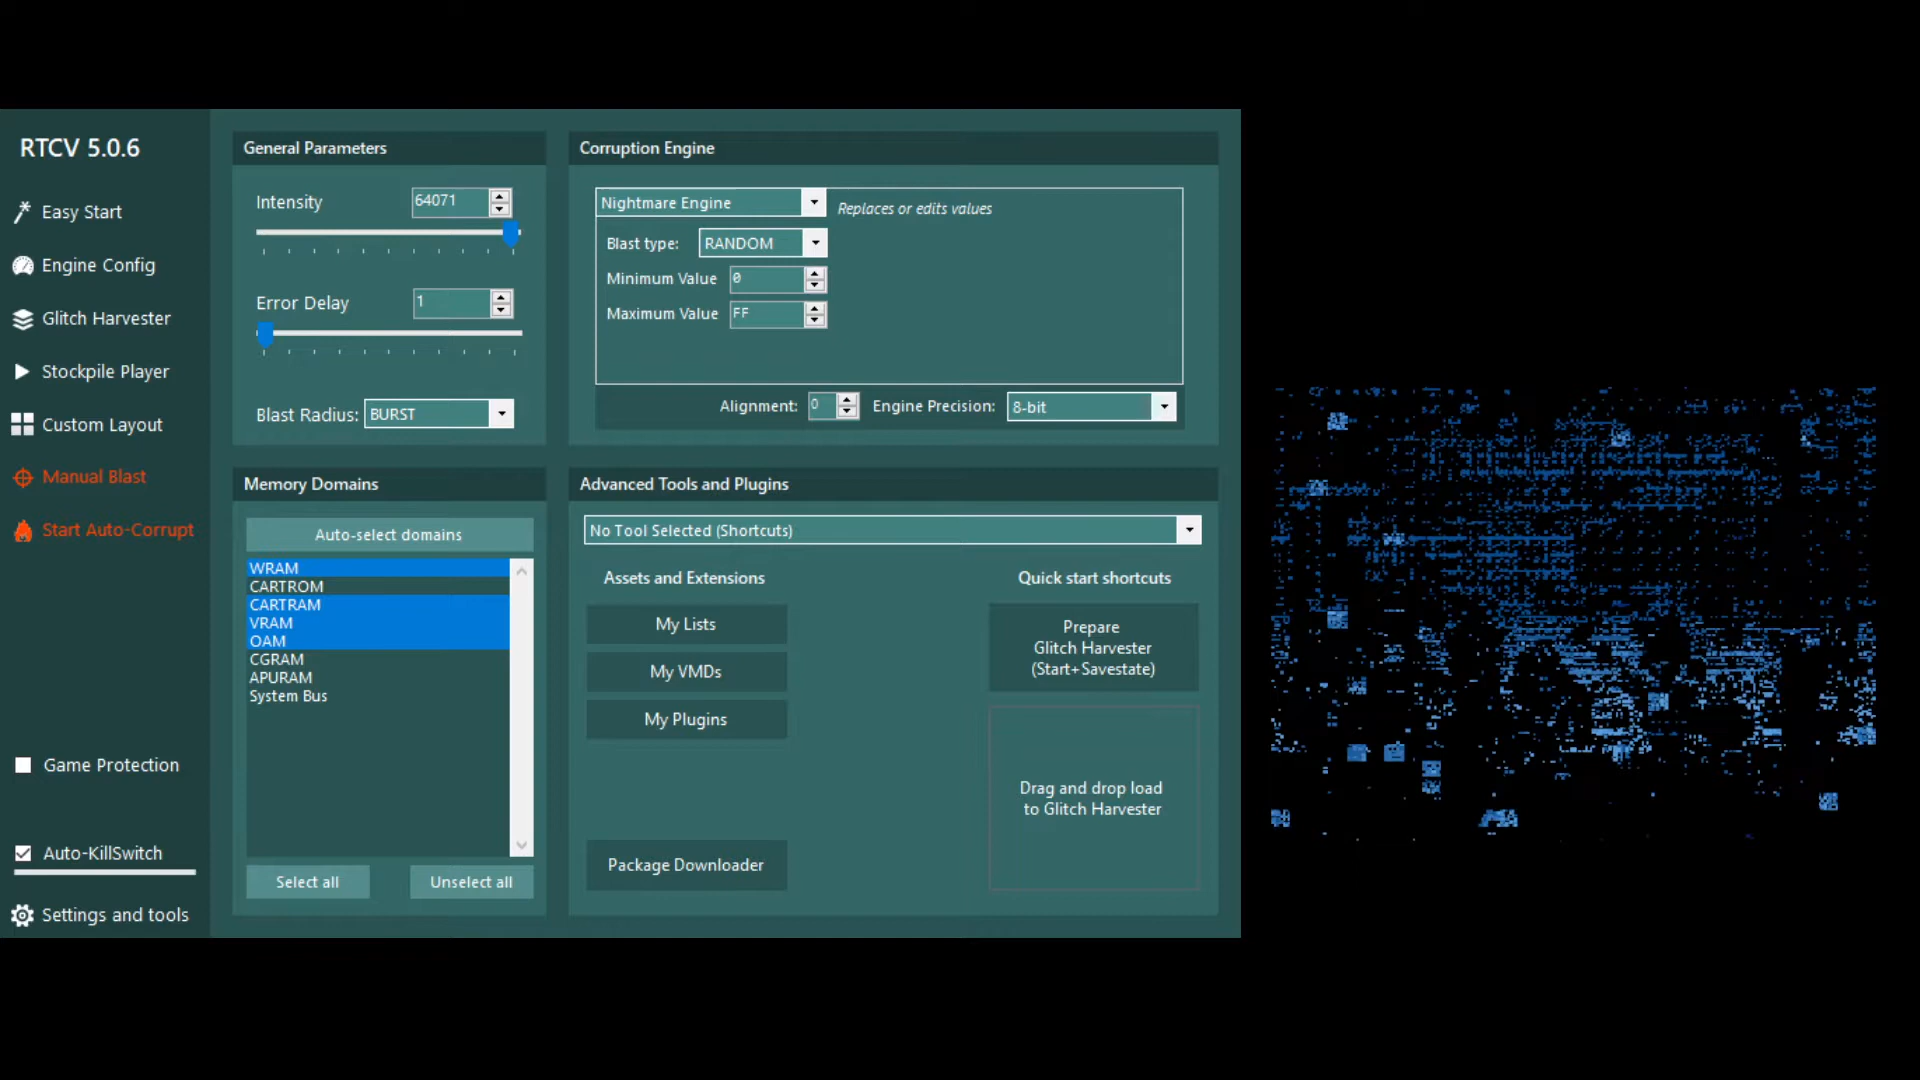 RTCV 5.0.6
Easy Start
Engine Config
Glitch Harvester
Stockpile Player
Custom Layout
Manual Blast
Start Auto-Corrupt
Game Protection
Auto-KillSwitch
Settings and tools
General Parameters
Intensity
64071
Error Delay
1
Blast Radius:
BURST
Corruption Engine
Nightmare Engine
Replaces or edits values
Blast type:
RANDOM
Minimum Value
0
Maximum Value
FF
Alignment:
0
Engine Precision:
8-bit
Memory Domains
Auto-select domains
WRAM
CARTROM
CARTRAM
VRAM
OAM
CGRAM
APURAM
System Bus
Select all
Unselect all
Advanced Tools and Plugins
No Tool Selected (Shortcuts)
Assets and Extensions
My Lists
My VMDs
My Plugins
Package Downloader
Quick start shortcuts
Prepare
Glitch Harvester
(Start+Savestate)
Drag and drop load
to Glitch Harvester